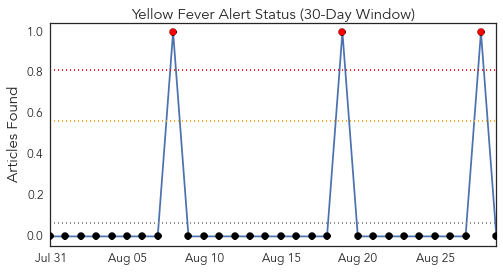 Yellow Fever Alert Status (30-Day Window)
Articles Found
1.0
0.8
0.6
0.4
0.2
0.0
Jul 31 Aug 05 Aug 10 Aug 15 Aug 20 Aug 25